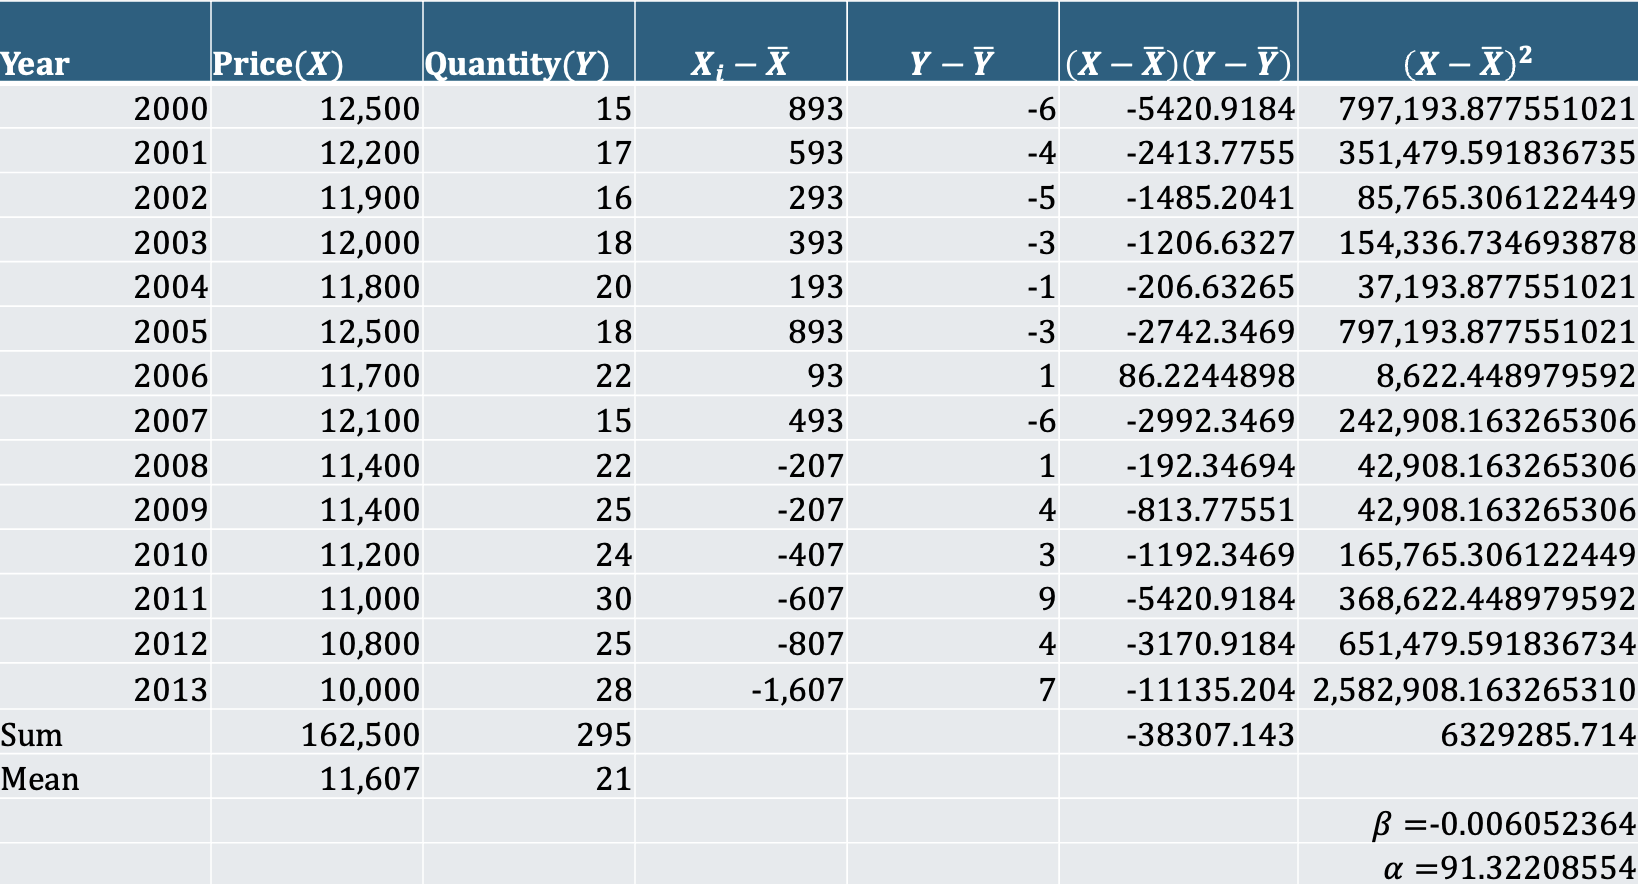 Year Price(X) Quantity(Y) Xᵢ − X̅ Y − Y̅ (X − X̅)(Y − Y̅) (X − X̅)²
2000 12,500 15 893 -6 -5420.9184 797,193.877551021
2001 12,200 17 593 -4 -2413.7755 351,479.591836735
2002 11,900 16 293 -5 -1485.2041 85,765.306122449
2003 12,000 18 393 -3 -1206.6327 154,336.734693878
2004 11,800 20 193 -1 -206.63265 37,193.877551021
2005 12,500 18 893 -3 -2742.3469 797,193.877551021
2006 11,700 22 93 1 86.2244898 8,622.448979592
2007 12,100 15 493 -6 -2992.3469 242,908.163265306
2008 11,400 22 -207 1 -192.34694 42,908.163265306
2009 11,400 25 -207 4 -813.77551 42,908.163265306
2010 11,200 24 -407 3 -1192.3469 165,765.306122449
2011 11,000 30 -607 9 -5420.9184 368,622.448979592
2012 10,800 25 -807 4 -3170.9184 651,479.591836734
2013 10,000 28 -1,607 7 -11135.204 2,582,908.163265310
Sum 162,500 295 -38307.143 6329285.714
Mean 11,607 21
β =-0.006052364
α =91.32208554